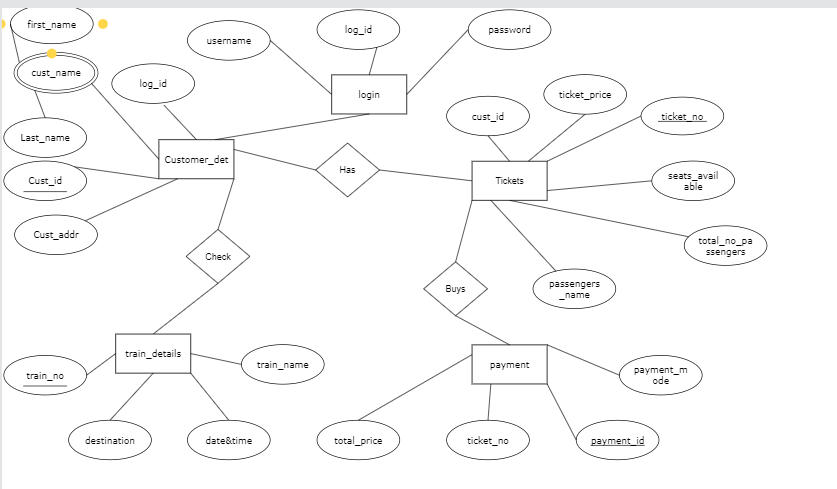 first_name
log_id
password
username
cust_name
log_id
login
ticket_price
cust_id
ticket_no
Last_name
Customer_det
Has
Tickets
Cust_id
seats_avail
able
Cust_addr
total_no_pa
ssengers
Check
Buys
passengers
_name
train_details
train_name
train_no
payment
payment_m
ode
destination
date&time
total_price
ticket_no
payment_id